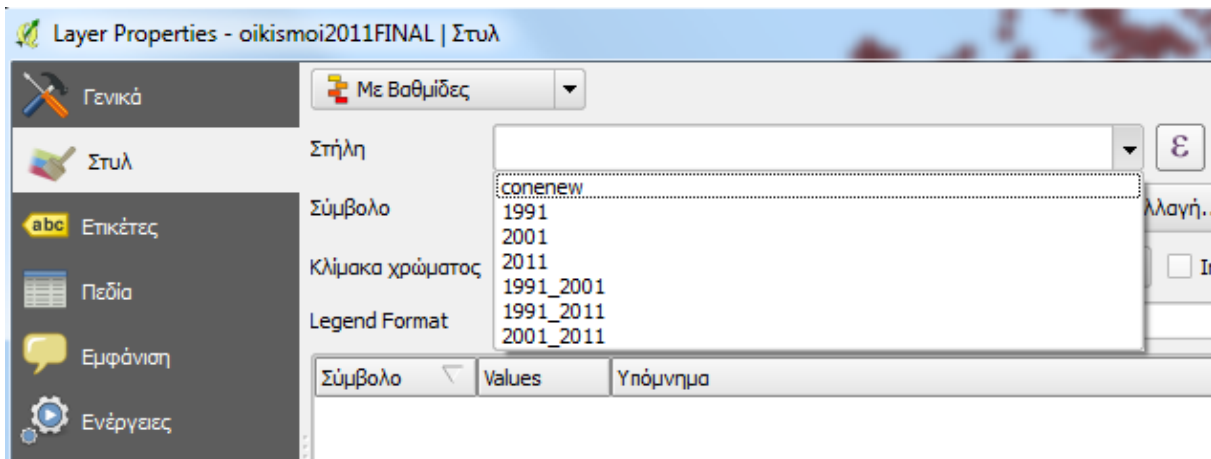 Layer Properties - oikismoi2011FINAL | Στυλ
Γενικά
Στυλ
abc Ετικέτες
Πεδία
Εμφάνιση
Ενέργειες
Με Βαθμίδες
Στήλη
ε
conenew
1991
2001
2011
1991_2001
1991_2011
2001_2011
Σύμβολο
λλαγή..
Κλίμακα χρώματος
Legend Format
Σύμβολο Values Υπόμνημα